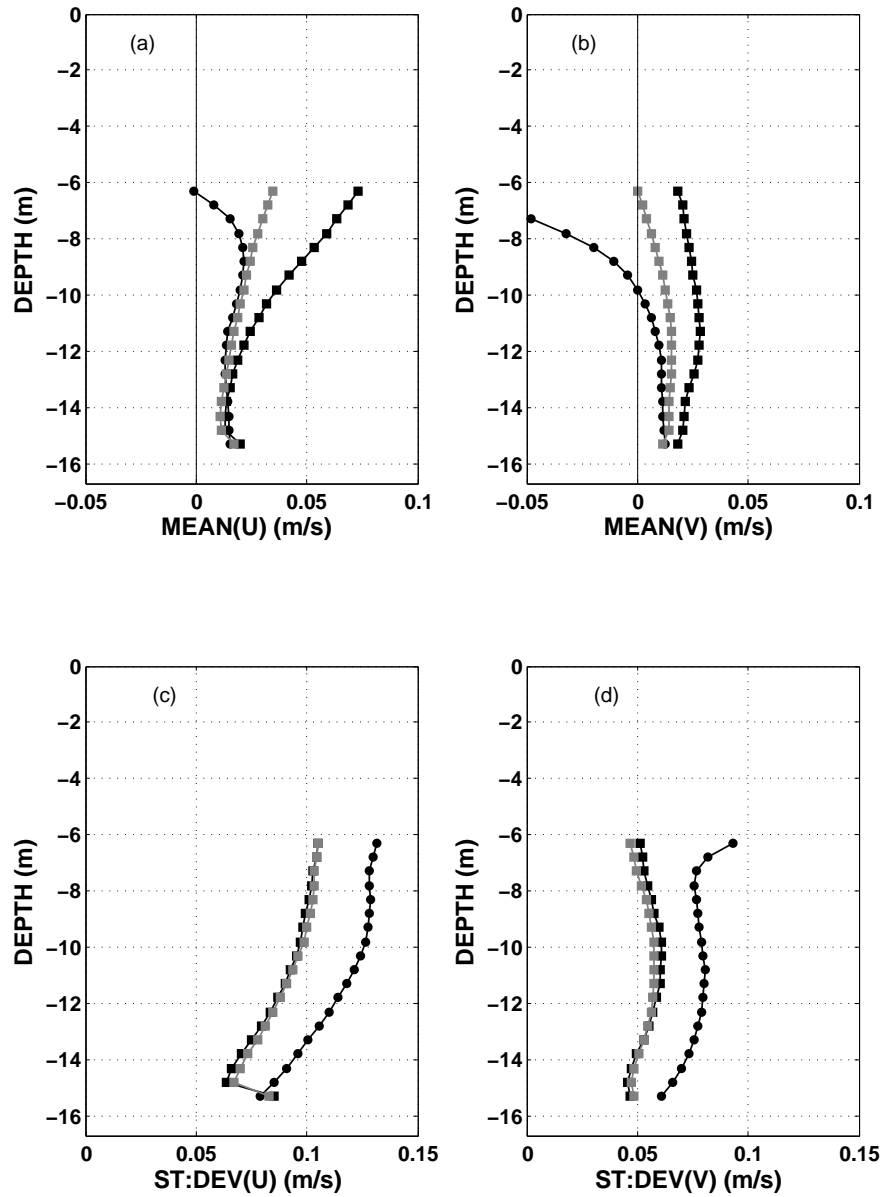 0
−2
−4
−6
−8
−10
−12
−14
−16
DEPTH (m)
(a)
−0.05 0 0.05 0.1
MEAN(U) (m/s)
0
−2
−4
−6
−8
−10
−12
−14
−16
DEPTH (m)
(b)
−0.05 0 0.05 0.1
MEAN(V) (m/s)
0
−2
−4
−6
−8
−10
−12
−14
−16
DEPTH (m)
(c)
0 0.05 0.1 0.15
ST:DEV(U) (m/s)
0
−2
−4
−6
−8
−10
−12
−14
−16
DEPTH (m)
(d)
0 0.05 0.1 0.15
ST:DEV(V) (m/s)